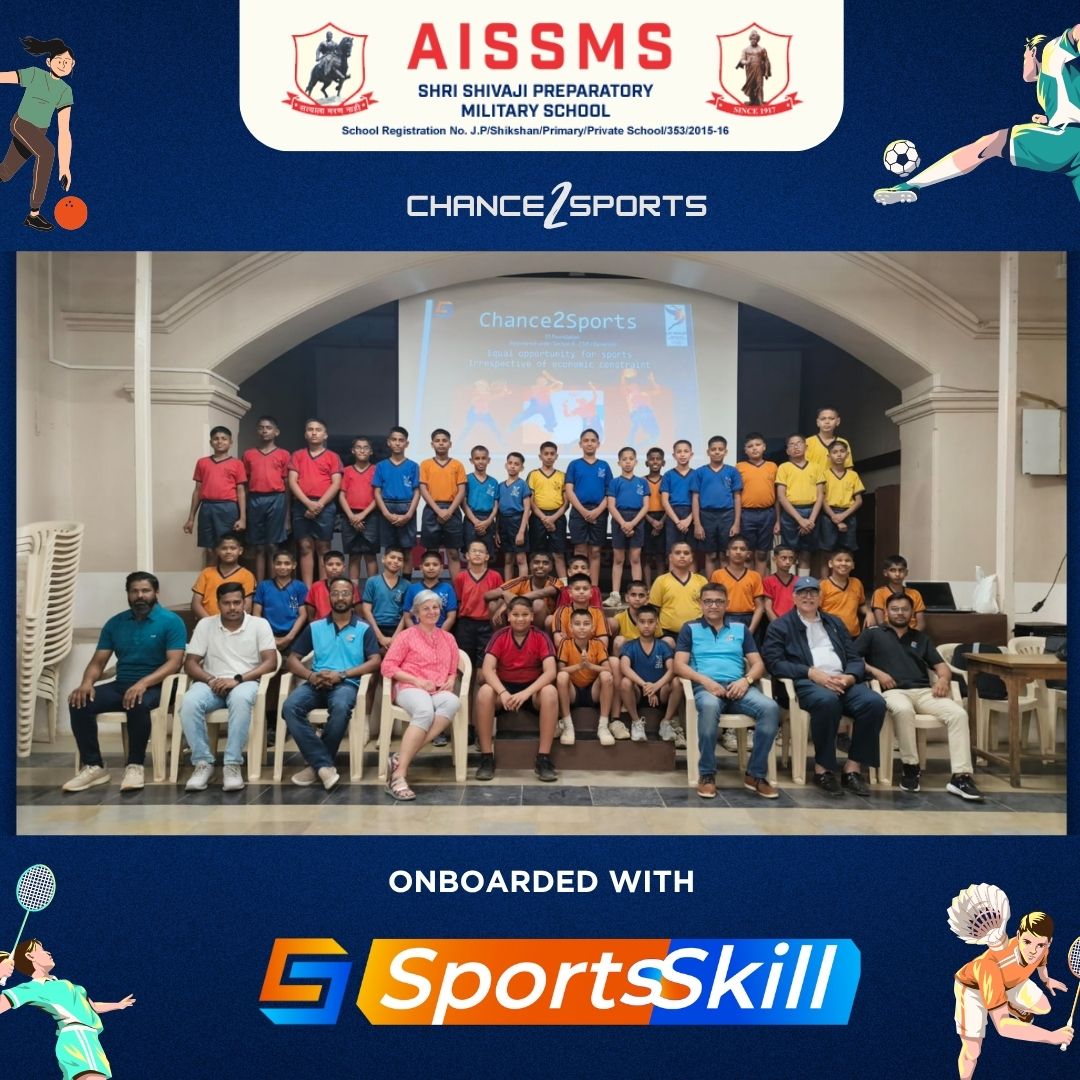 AISSMS
SHRI SHIVAJI PREPARATORY
MILITARY SCHOOL
School Registration No. J.P/Shikshan/Primary/Private School/353/2015-16
SINCE 1917
CHANCE2SPORTS
Chance2Sports
Equal opportunity for sports
irrespective of economic constraint
ONBOARDED WITH
SportsSkill